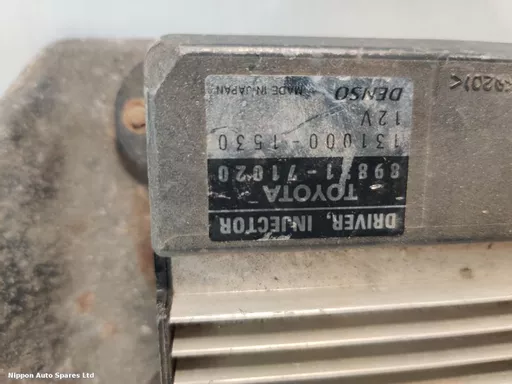 DRIVER, INJECTOR
TOYOTA
89871-71020
131000-1530
12V
DENSO
MADE IN JAPAN
Nippon Auto Spares Ltd